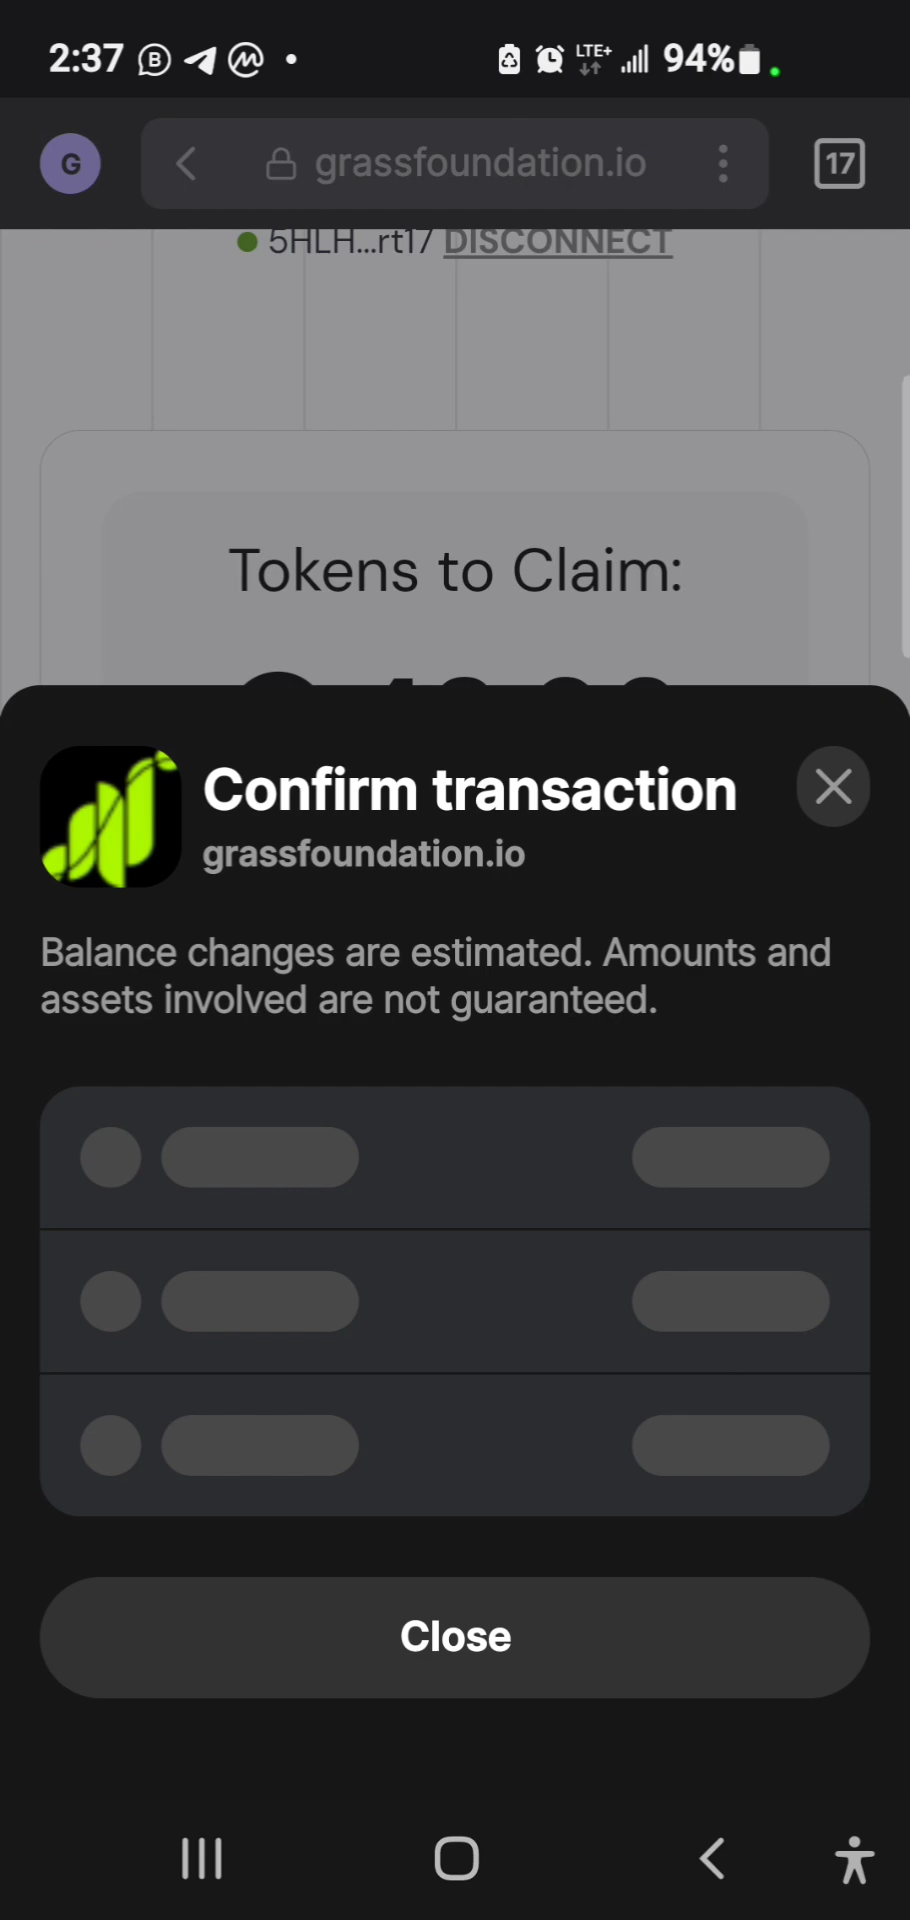 2:37
LTE+
94%
G
grassfoundation.io
17
5HLH...rt17 DISCONNECT
Tokens to Claim:
Confirm transaction
grassfoundation.io
Balance changes are estimated. Amounts and
assets involved are not guaranteed.
Close